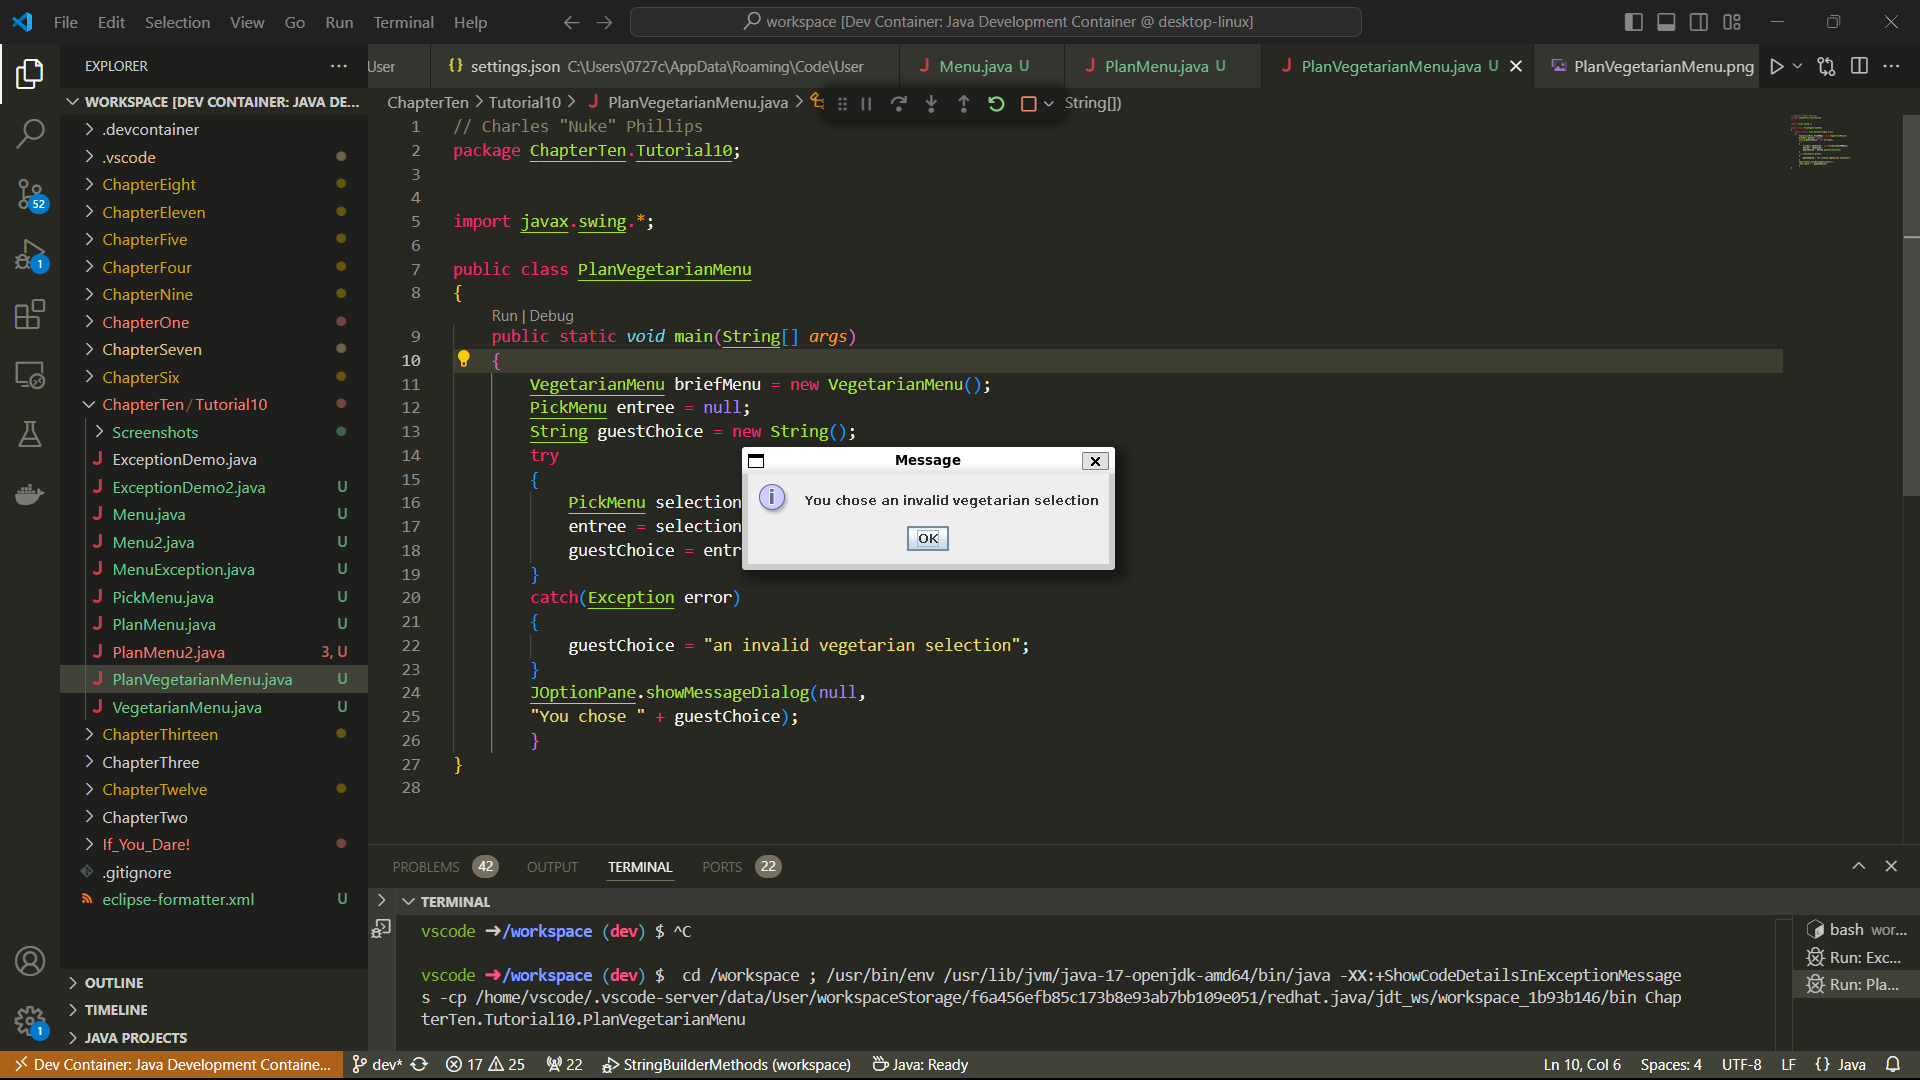 File Edit Selection View Go Run Terminal Help
workspace [Dev Container: Java Development Container @ desktop-linux]
EXPLORER
User
{} settings.json C:\Users\0727c\AppData\Roaming\Code\User
J Menu.java U
J PlanMenu.java U
J PlanVegetarianMenu.java U
PlanVegetarianMenu.png
WORKSPACE [DEV CONTAINER: JAVA DE...
.devcontainer
.vscode
ChapterEight
ChapterEleven
ChapterFive
ChapterFour
ChapterNine
ChapterOne
ChapterSeven
ChapterSix
ChapterTen / Tutorial10
Screenshots
J ExceptionDemo.java
J ExceptionDemo2.java U
J Menu.java U
J Menu2.java U
J MenuException.java U
J PickMenu.java U
J PlanMenu.java U
J PlanMenu2.java 3, U
J PlanVegetarianMenu.java U
J VegetarianMenu.java U
ChapterThirteen
ChapterThree
ChapterTwelve
ChapterTwo
If_You_Dare!
.gitignore
eclipse-formatter.xml U
OUTLINE
TIMELINE
JAVA PROJECTS
52
1
1
ChapterTen > Tutorial10 > J PlanVegetarianMenu.java > String[])
1 // Charles "Nuke" Phillips
2 package ChapterTen.Tutorial10;
3
4
5 import javax.swing.*;
6
7 public class PlanVegetarianMenu
8 {
Run | Debug
9 public static void main(String[] args)
10 {
11 VegetarianMenu briefMenu = new VegetarianMenu();
12 PickMenu entree = null;
13 String guestChoice = new String();
14 try
15 {
16 PickMenu selection
17 entree = selection
18 guestChoice = entr
19 }
20 catch(Exception error)
21 {
22 guestChoice = "an invalid vegetarian selection";
23 }
24 JOptionPane.showMessageDialog(null,
25 "You chose " + guestChoice);
26 }
27 }
28
Message
You chose an invalid vegetarian selection
OK
PROBLEMS 42 OUTPUT TERMINAL PORTS 22
TERMINAL
vscode ➜/workspace (dev) $ ^C
vscode ➜/workspace (dev) $ cd /workspace ; /usr/bin/env /usr/lib/jvm/java-17-openjdk-amd64/bin/java -XX:+ShowCodeDetailsInExceptionMessage
s -cp /home/vscode/.vscode-server/data/User/workspaceStorage/f6a456efb85c173b8e93ab7bb109e051/redhat.java/jdt_ws/workspace_1b93b146/bin Chap
terTen.Tutorial10.PlanVegetarianMenu
bash wor...
Run: Exc...
Run: Pla...
Dev Container: Java Development Containe... dev* 17 25 22 StringBuilderMethods (workspace) Java: Ready Ln 10, Col 6 Spaces: 4 UTF-8 LF {} Java